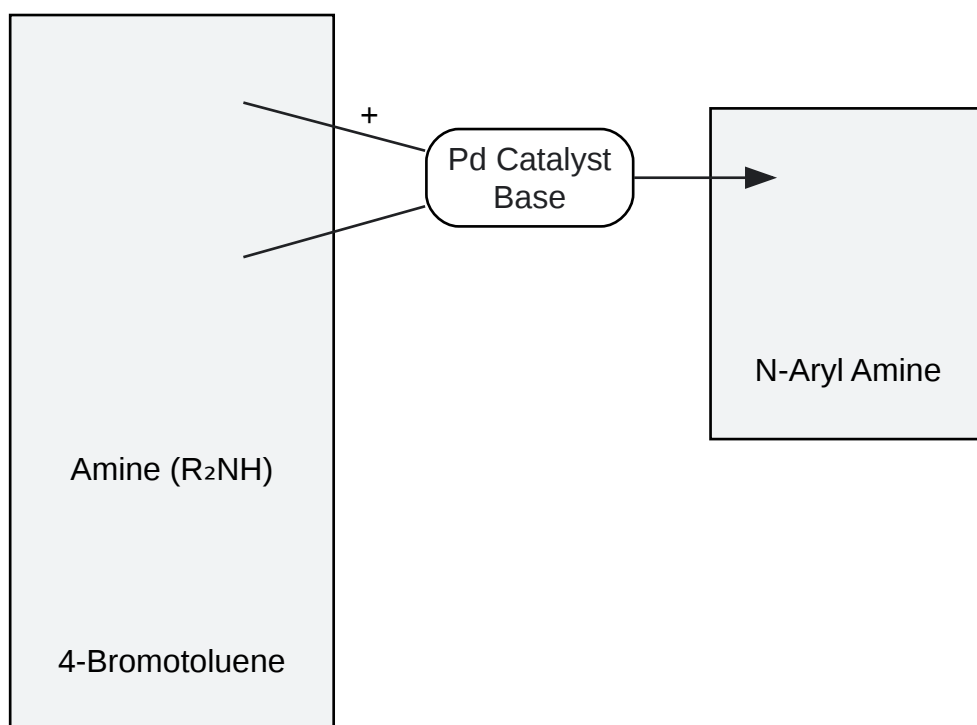 +
Pd Catalyst
Base
N-Aryl Amine
Amine (R₂NH)
4-Bromotoluene